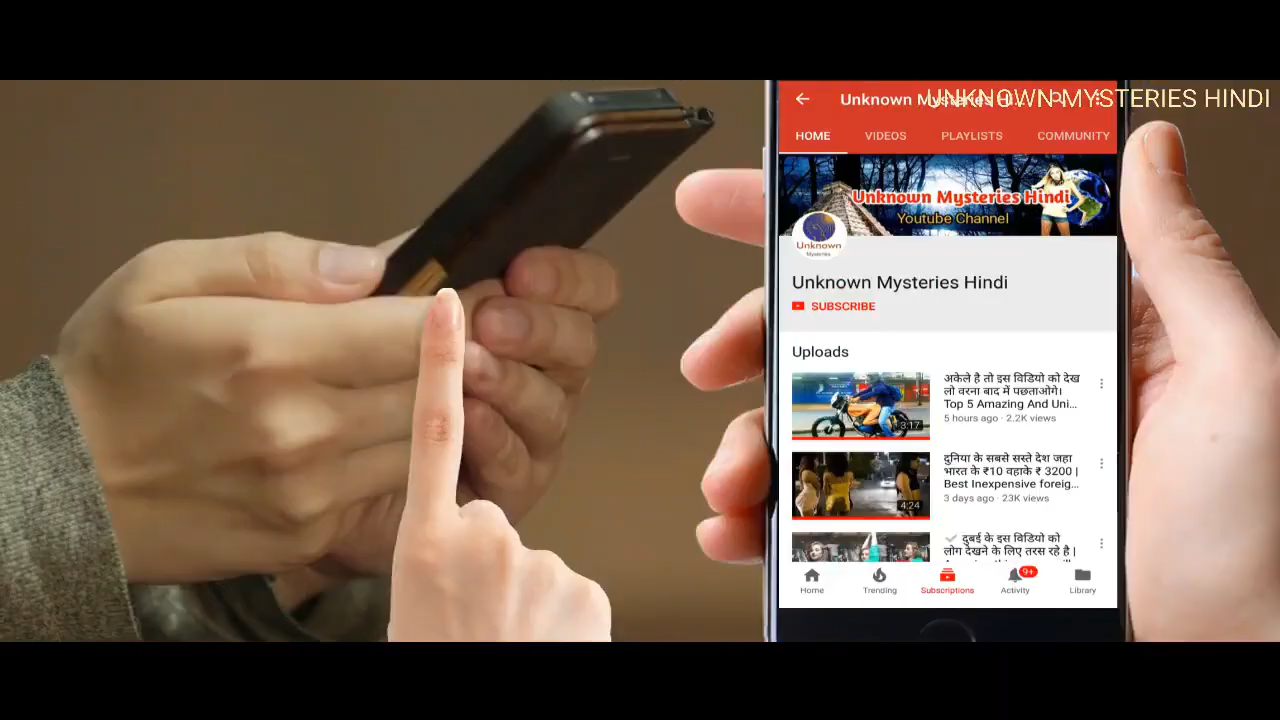 UNKNOWN MYSTERIES HINDI
Unknown Mysteries Hi...
HOME VIDEOS PLAYLISTS COMMUNITY
Unknown Mysteries Hindi
Youtube Channel
Unknown
Mysteries
Unknown Mysteries Hindi
SUBSCRIBE
Uploads
अकेले है तो इस विडियो को देख
लो वरना बाद में पछताओगे।
Top 5 Amazing And Uni...
5 hours ago · 2.2K views
3:17
दुनिया के सबसे सस्ते देश जहा
भारत के ₹10 वहाके ₹ 3200 |
Best Inexpensive foreig...
3 days ago · 23K views
4:24
दुबई के इस विडियो को
लोग देखने के लिए तरस रहे है |
9+
Home Trending Subscriptions Activity Library